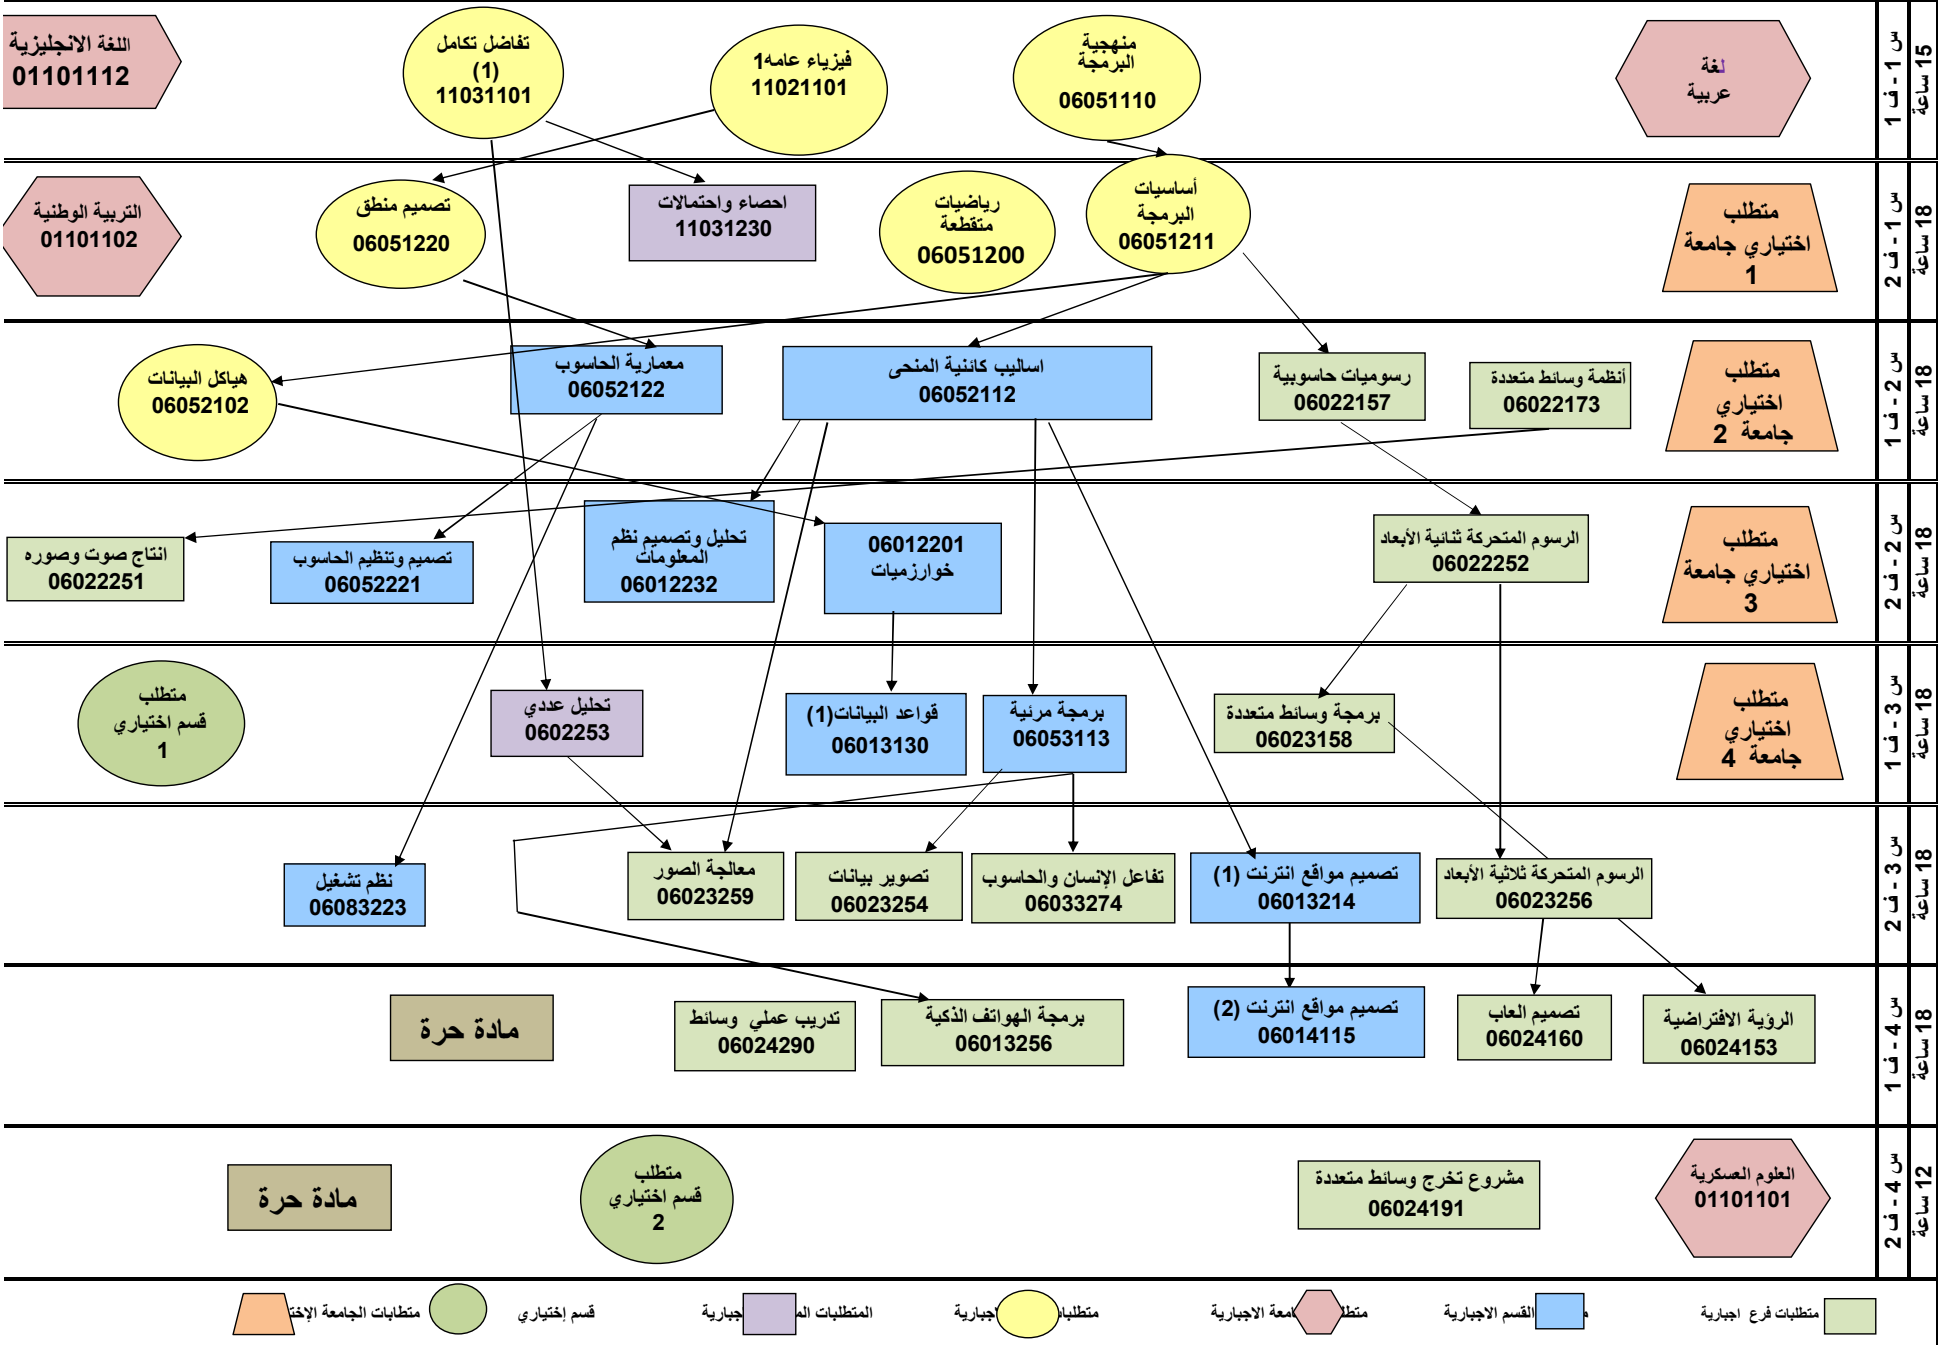 س 1 - ف 1
15 ساعة
لغة
عربية
منهجية
البرمجة
06051110
فيزياء عامه1
11021101
تفاضل تكامل
(1)
11031101
اللغة الانجليزية
01101112
س 1 - ف 2
18 ساعة
متطلب
اختياري جامعة
1
أساسيات
البرمجة
06051211
رياضيات
متقطعة
06051200
احصاء واحتمالات
11031230
تصميم منطق
06051220
التربية الوطنية
01101102
س 2 - ف 1
18 ساعة
متطلب
اختياري
جامعة 2
أنظمة وسائط متعددة
06022173
رسوميات حاسوبية
06022157
اساليب كائنية المنحى
06052112
معمارية الحاسوب
06052122
هياكل البيانات
06052102
س 2 - ف 2
18 ساعة
متطلب
اختياري جامعة
3
الرسوم المتحركة ثنائية الأبعاد
06022252
06012201
خوارزميات
تحليل وتصميم نظم
المعلومات
06012232
تصميم وتنظيم الحاسوب
06052221
انتاج صوت وصوره
06022251
س 3 - ف 1
18 ساعة
متطلب
اختياري
جامعة 4
برمجة وسائط متعددة
06023158
برمجة مرئية
06053113
قواعد البيانات(1)
06013130
تحليل عددي
0602253
متطلب
قسم اختياري
1
س 3 - ف 2
18 ساعة
الرسوم المتحركة ثلاثية الأبعاد
06023256
تصميم مواقع انترنت (1)
06013214
تفاعل الإنسان والحاسوب
06033274
تصوير بيانات
06023254
معالجة الصور
06023259
نظم تشغيل
06083223
س 4 - ف 1
18 ساعة
الرؤية الافتراضية
06024153
تصميم العاب
06024160
تصميم مواقع انترنت (2)
06014115
برمجة الهواتف الذكية
06013256
تدريب عملي وسائط
06024290
مادة حرة
س 4 - ف 2
12 ساعة
العلوم العسكرية
01101101
مشروع تخرج وسائط متعددة
06024191
متطلب
قسم اختياري
2
مادة حرة
متطلبات فرع اجبارية
القسم الاجبارية
الاجبارية
المتطلبات
قسم إختياري
متطابات الجامعة